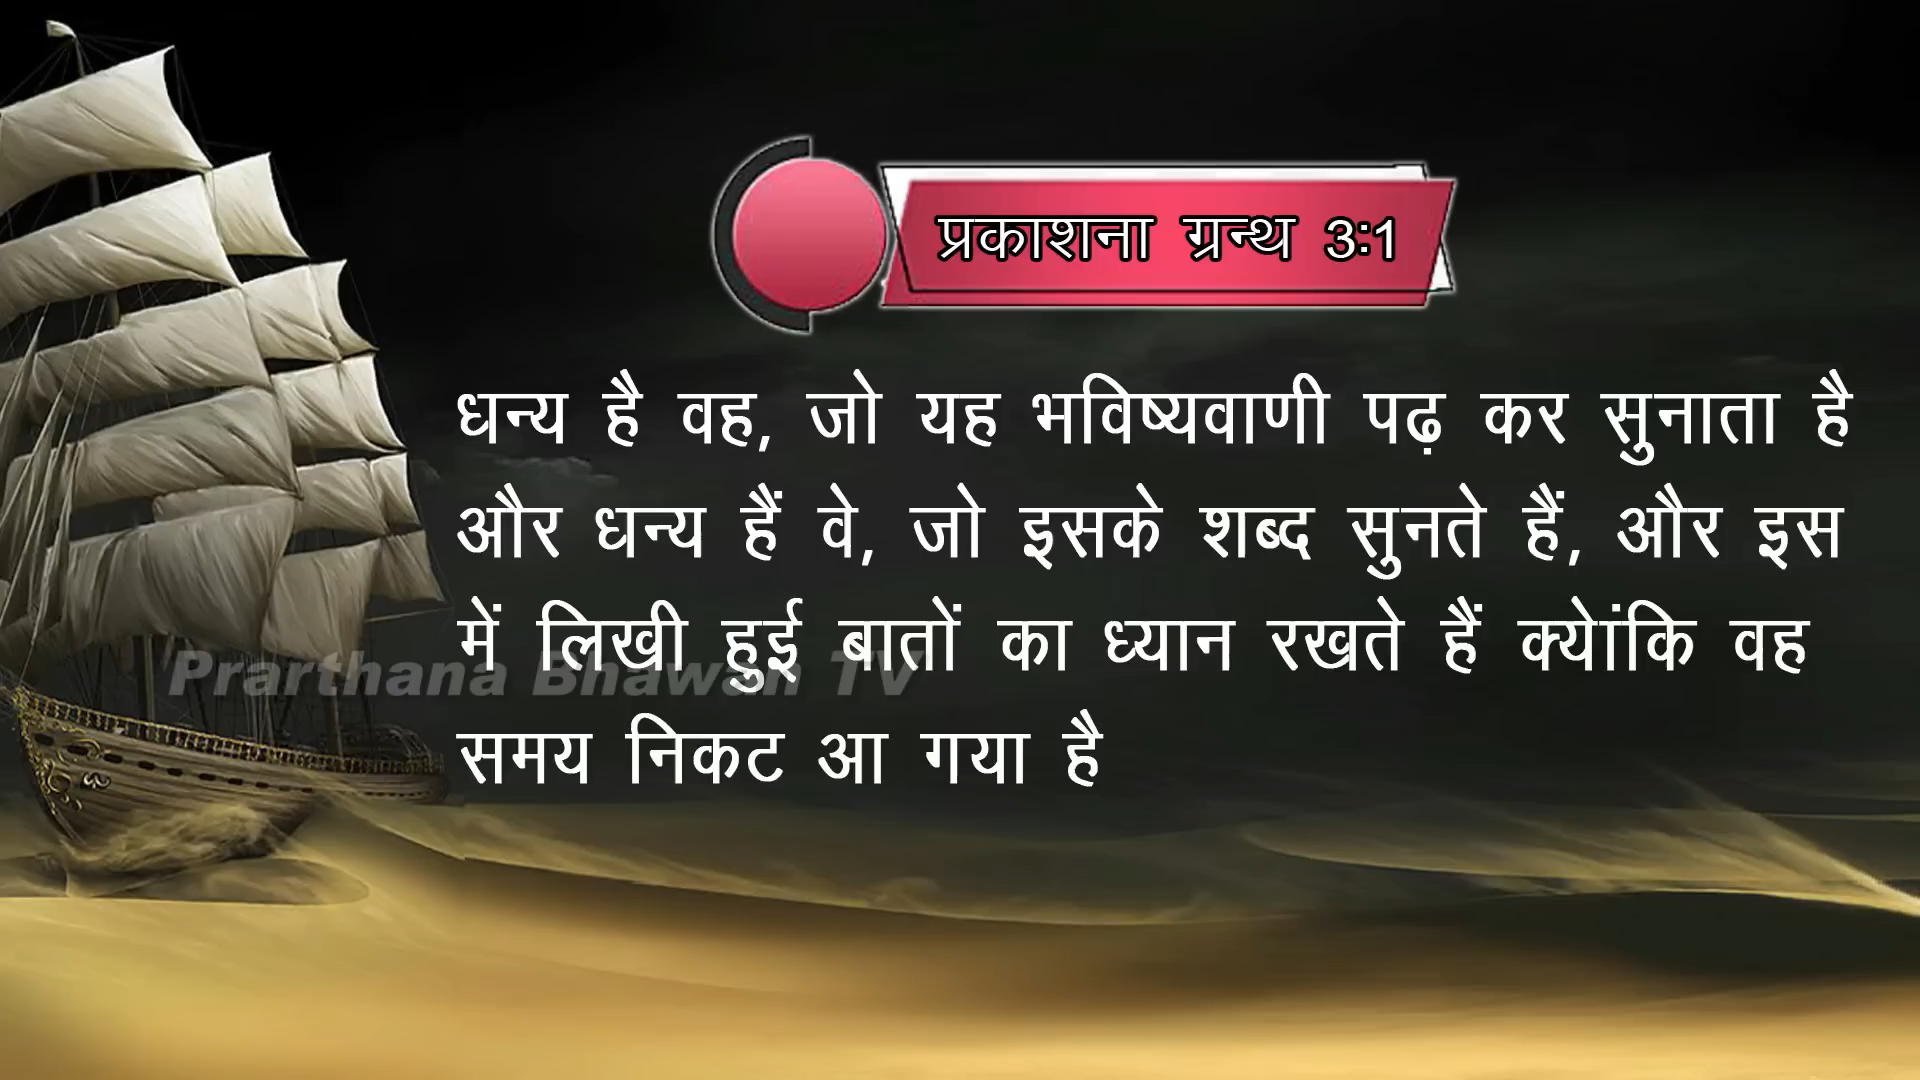 प्रकाशना ग्रन्थ 3:1
धन्य है वह, जो यह भविष्यवाणी पढ़ कर सुनाता है
और धन्य हैं वे, जो इसके शब्द सुनते हैं, और इस
में लिखी हुई बातों का ध्यान रखते हैं क्येांकि वह
समय निकट आ गया है
Prarthana Bhawan TV